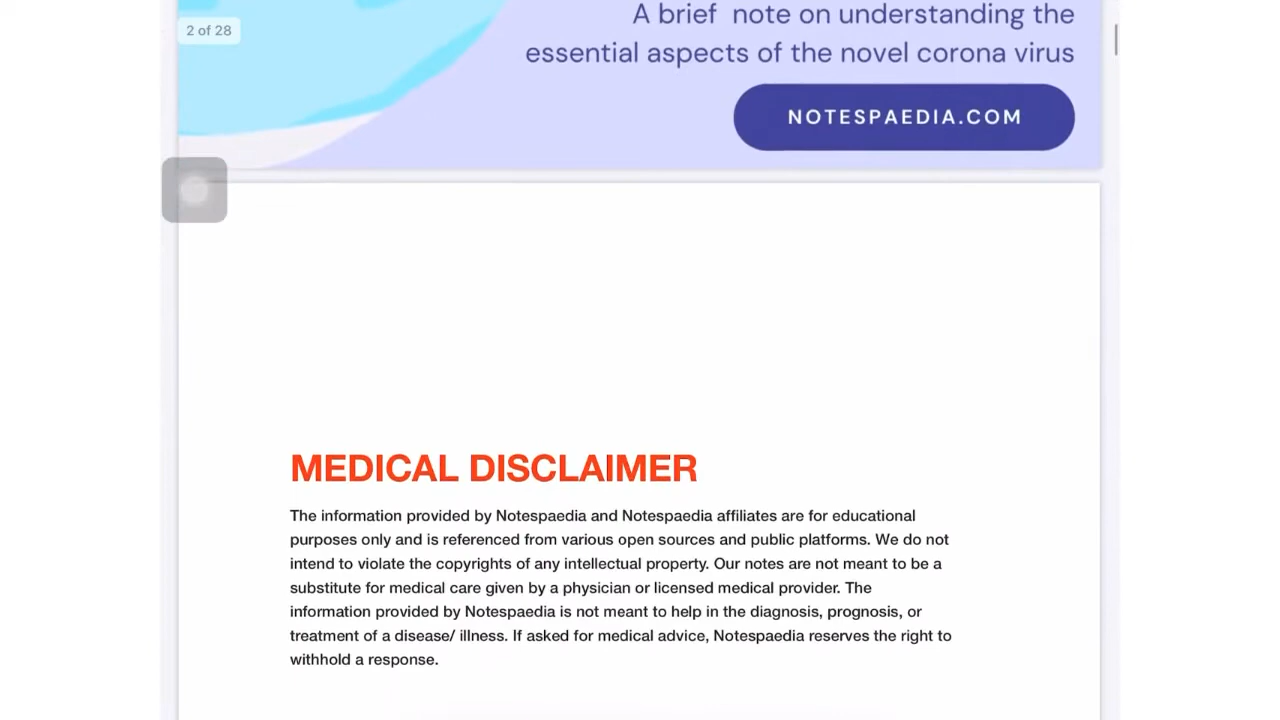 2 of 28
A brief note on understanding the
essential aspects of the novel corona virus
NOTESPAEDIA.COM
MEDICAL DISCLAIMER
The information provided by Notespaedia and Notespaedia affiliates are for educational
purposes only and is referenced from various open sources and public platforms. We do not
intend to violate the copyrights of any intellectual property. Our notes are not meant to be a
substitute for medical care given by a physician or licensed medical provider. The
information provided by Notespaedia is not meant to help in the diagnosis, prognosis, or
treatment of a disease/ illness. If asked for medical advice, Notespaedia reserves the right to
withhold a response.